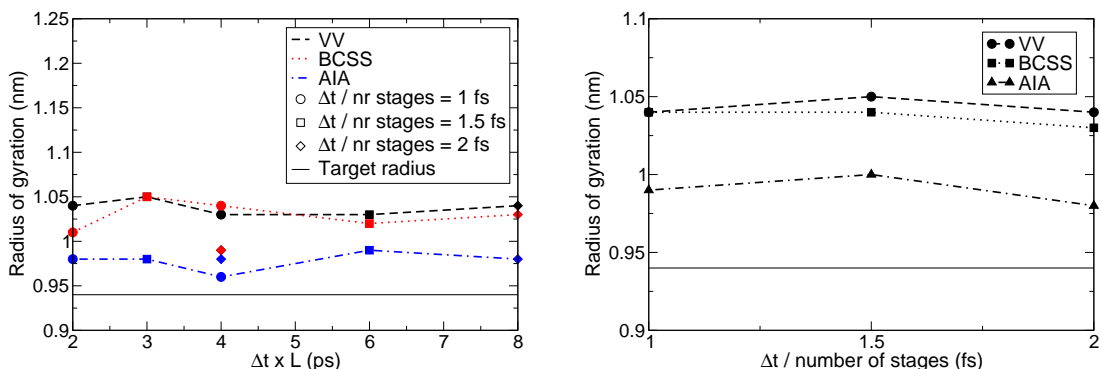 1.25
1.2
1.15
1.1
1.05
1
0.95
0.9
Radius of gyration (nm)
VV
BCSS
AIA
Δt / nr stages = 1 fs
Δt / nr stages = 1.5 fs
Δt / nr stages = 2 fs
Target radius
2 3 4 5 6 7 8
Δt x L (ps)
1.1
1.05
1
0.95
0.9
Radius of gyration (nm)
VV
BCSS
AIA
1 1.5 2
Δt / number of stages (fs)